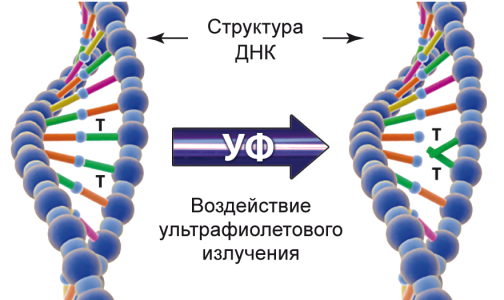 Структура
ДНК
Т
Т
УФ
Т
Т
Воздействие
ультрафиолетового
излучения